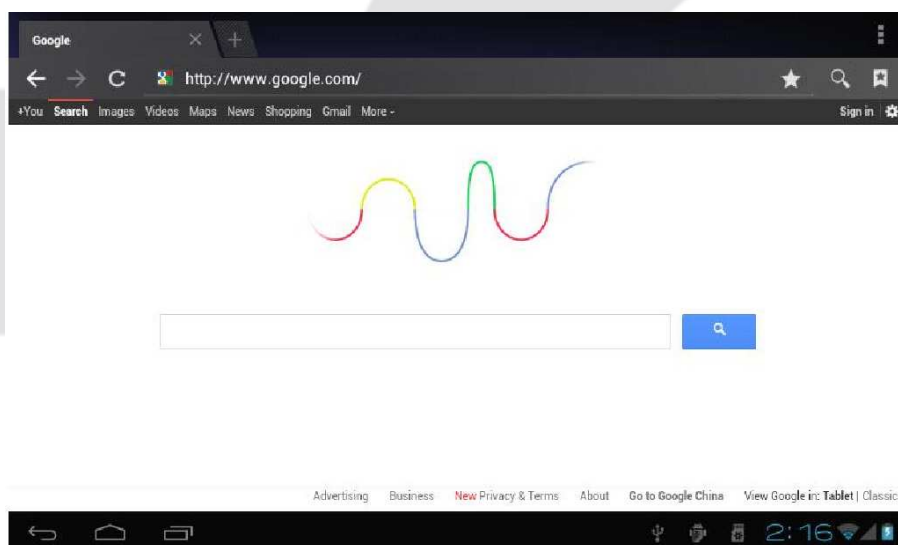 Google
http://www.google.com/
+You Search Images Videos Maps News Shopping Gmail More Sign in
Advertising Business New Privacy & Terms About Go to Google China View Google in: Tablet | Classic
2:16